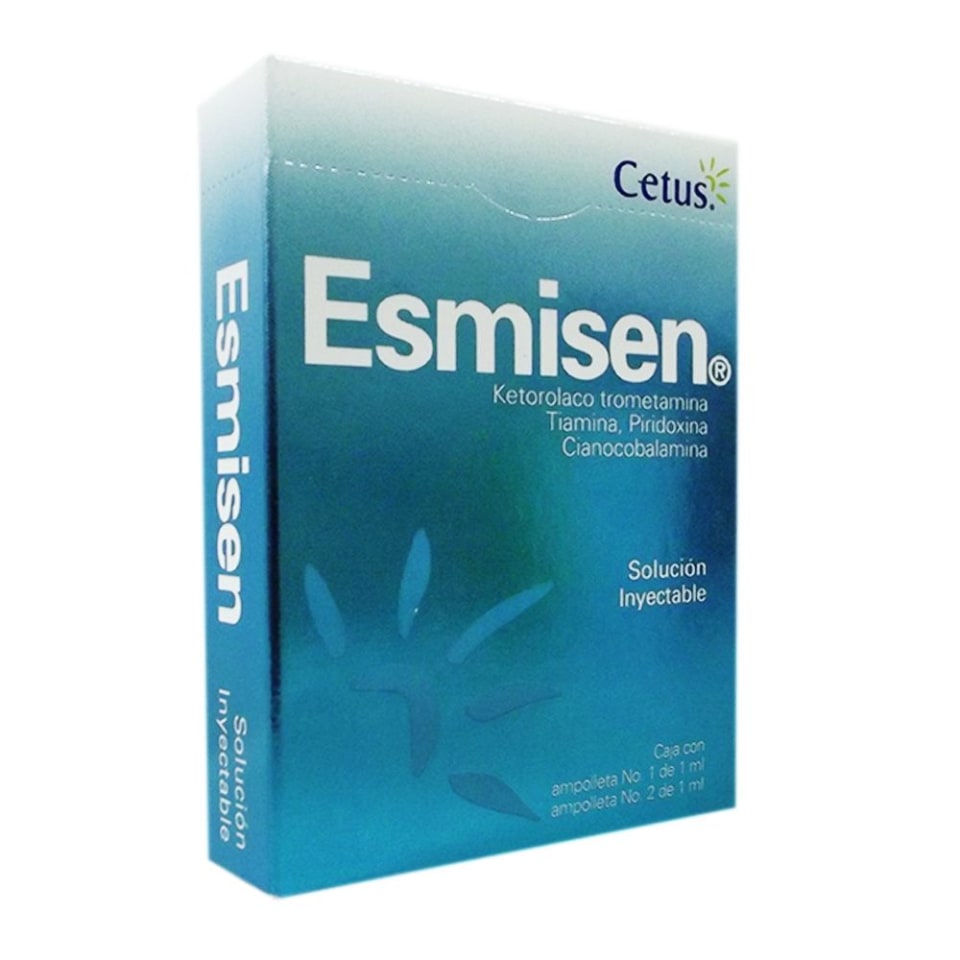 Cetus.
Esmisen®
Ketorolaco trometamina
Tiamina, Piridoxina
Cianocobalamina
Solución
Inyectable
Caja con
ampolleta No. 1 de 1 ml
ampolleta No. 2 de 1 ml
Esmisen
Solución
Inyectable